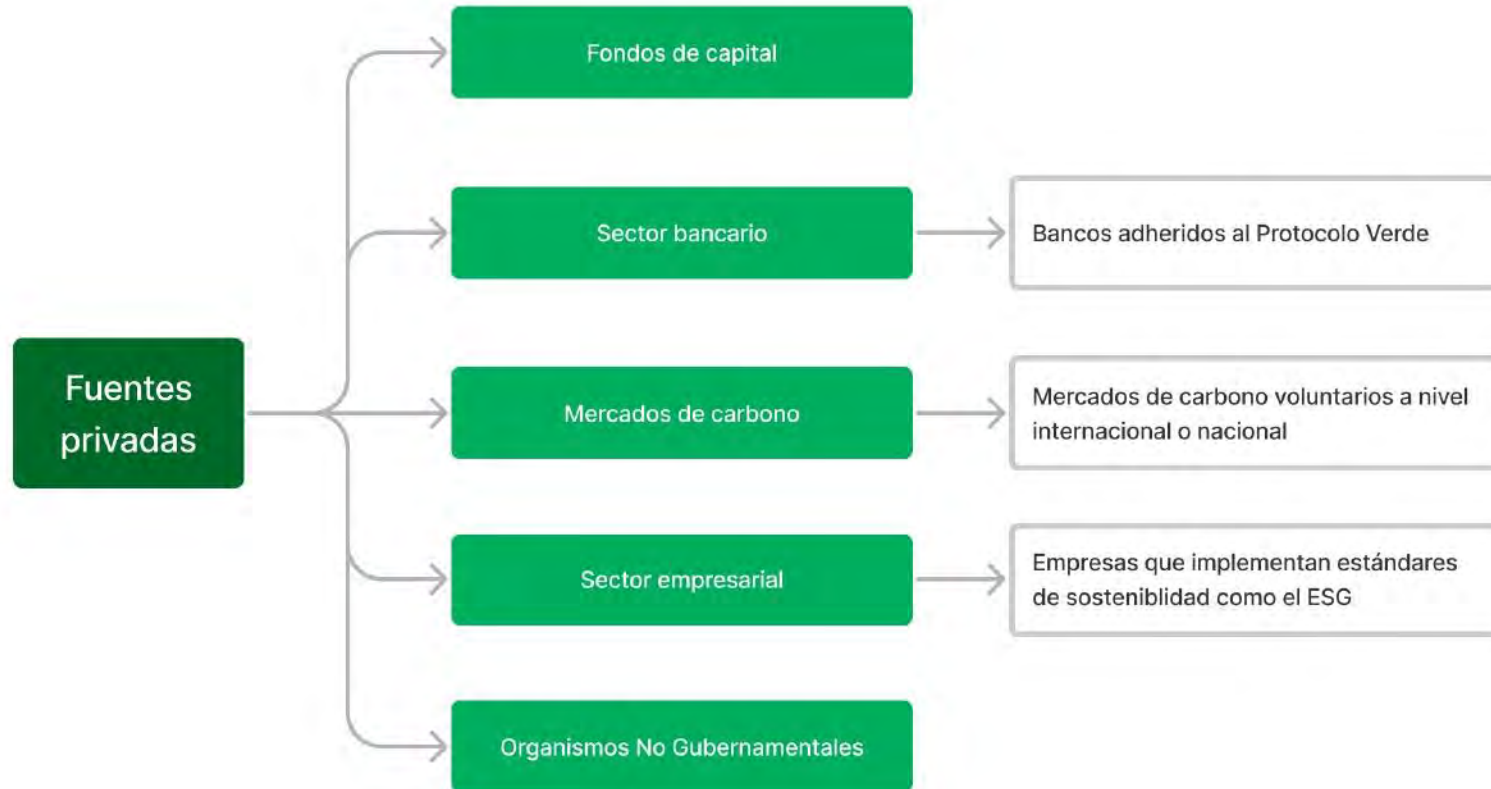 Fondos de capital
Sector bancario
Bancos adheridos al Protocolo Verde
Fuentes
privadas
Mercados de carbono
Mercados de carbono voluntarios a nivel
internacional o nacional
Sector empresarial
Empresas que implementan estándares
de sosteniblidad como el ESG
Organismos No Gubernamentales